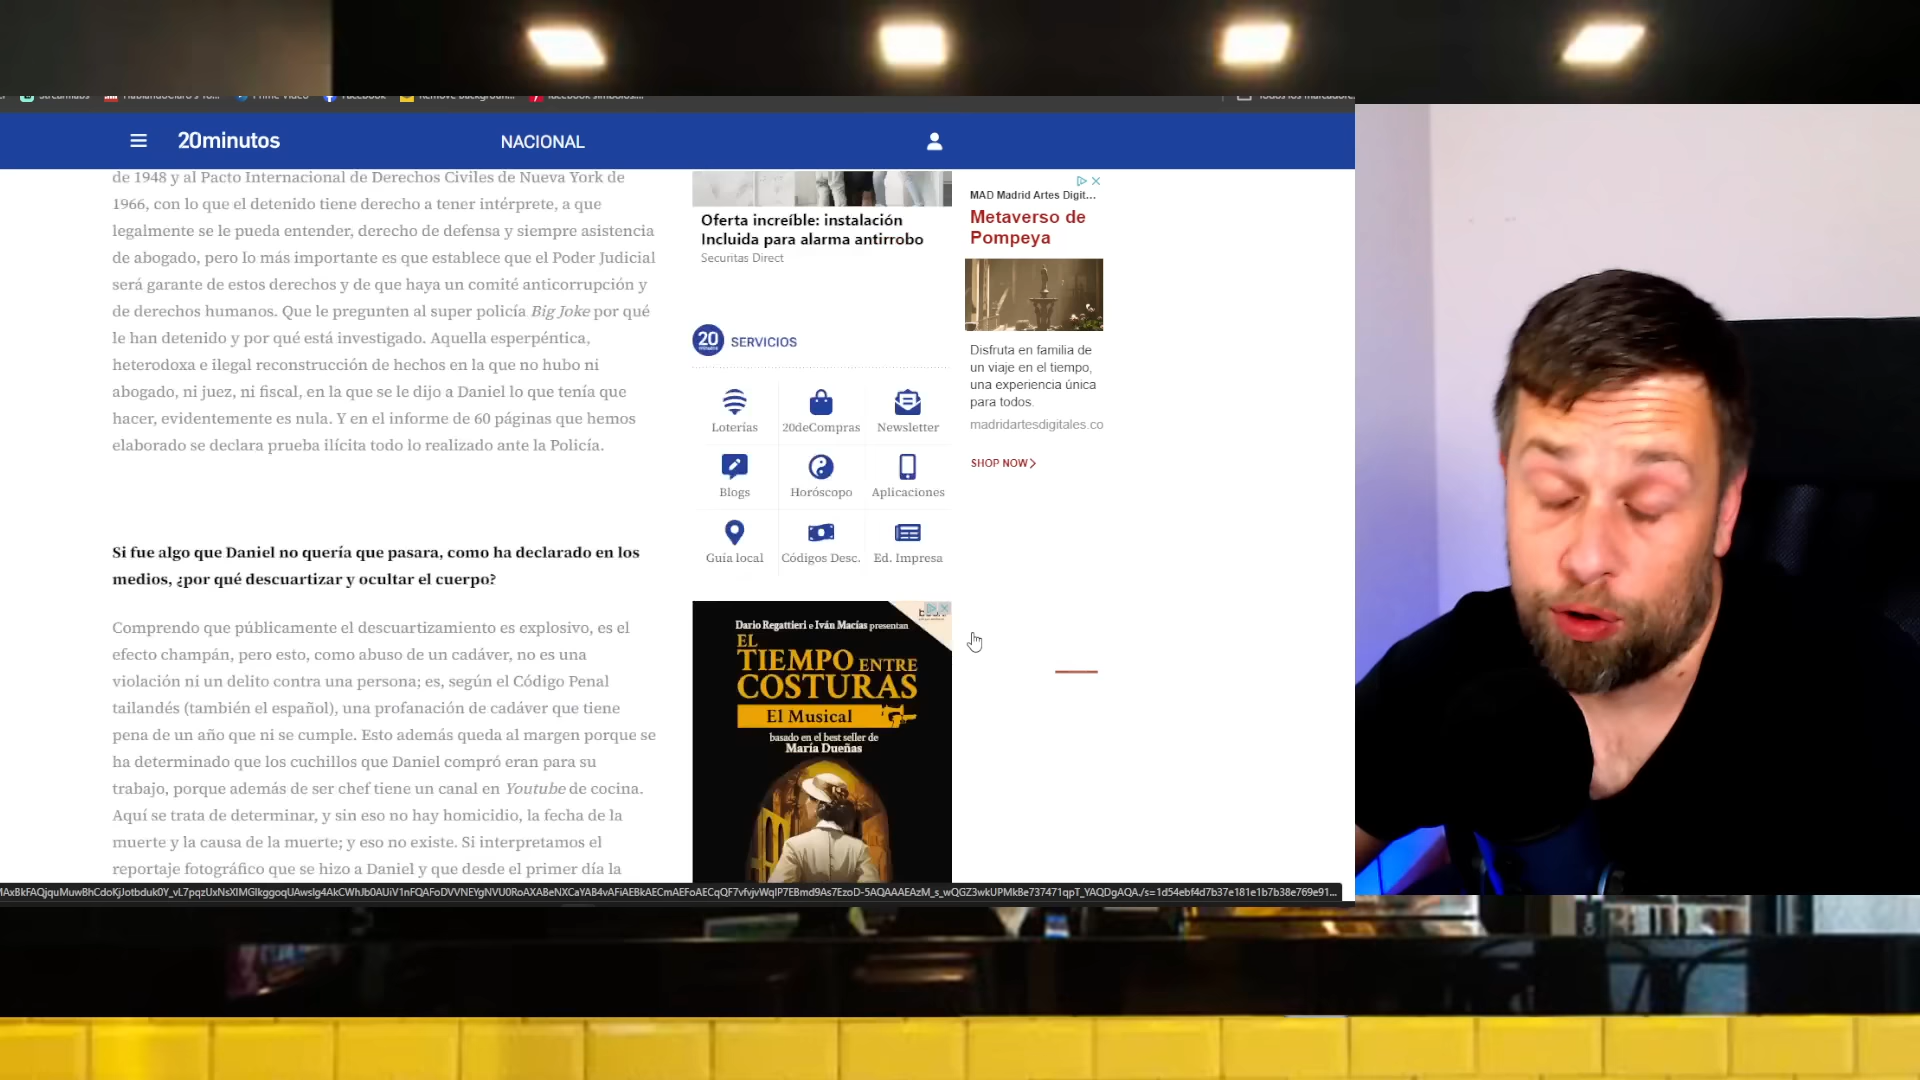 Streamlabs
Prime Video
Facebook
Remove Backgroun...
facebook simbolos:...
Todos los marcadores
20minutos
NACIONAL
de 1948 y al Pacto Internacional de Derechos Civiles de Nueva York de
1966, con lo que el detenido tiene derecho a tener intérprete, a que
legalmente se le pueda entender, derecho de defensa y siempre asistencia
de abogado, pero lo más importante es que establece que el Poder Judicial
será garante de estos derechos y de que haya un comité anticorrupción y
de derechos humanos. Que le pregunten al super policía Big Joke por qué
le han detenido y por qué está investigado. Aquella esperpéntica,
heterodoxa e ilegal reconstrucción de hechos en la que no hubo ni
abogado, ni juez, ni fiscal, en la que se le dijo a Daniel lo que tenía que
hacer, evidentemente es nula. Y en el informe de 60 páginas que hemos
elaborado se declara prueba ilícita todo lo realizado ante la Policía.
Si fue algo que Daniel no quería que pasara, como ha declarado en los
medios, ¿por qué descuartizar y ocultar el cuerpo?
Comprendo que públicamente el descuartizamiento es explosivo, es el
efecto champán, pero esto, como abuso de un cadáver, no es una
violación ni un delito contra una persona; es, según el Código Penal
tailandés (también el español), una profanación de cadáver que tiene
pena de un año que ni se cumple. Esto además queda al margen porque se
ha determinado que los cuchillos que Daniel compró eran para su
trabajo, porque además de ser chef tiene un canal en Youtube de cocina.
Aquí se trata de determinar, y sin eso no hay homicidio, la fecha de la
muerte y la causa de la muerte; y eso no existe. Si interpretamos el
reportaje fotográfico que se hizo a Daniel y que desde el primer día la
Oferta increíble: instalación
Incluida para alarma antirrobo
Securitas Direct
20
SERVICIOS
Loterías
20deCompras
Newsletter
Blogs
Horóscopo
Aplicaciones
Guía local
Códigos Desc.
Ed. Impresa
Dario Regattieri e Iván Macías presentan
EL
TIEMPO ENTRE
COSTURAS
El Musical
basado en el best seller de
María Dueñas
MAD Madrid Artes Digit...
Metaverso de
Pompeya
Disfruta en familia de
un viaje en el tiempo,
una experiencia única
para todos.
madridartesdigitales.co
SHOP NOW